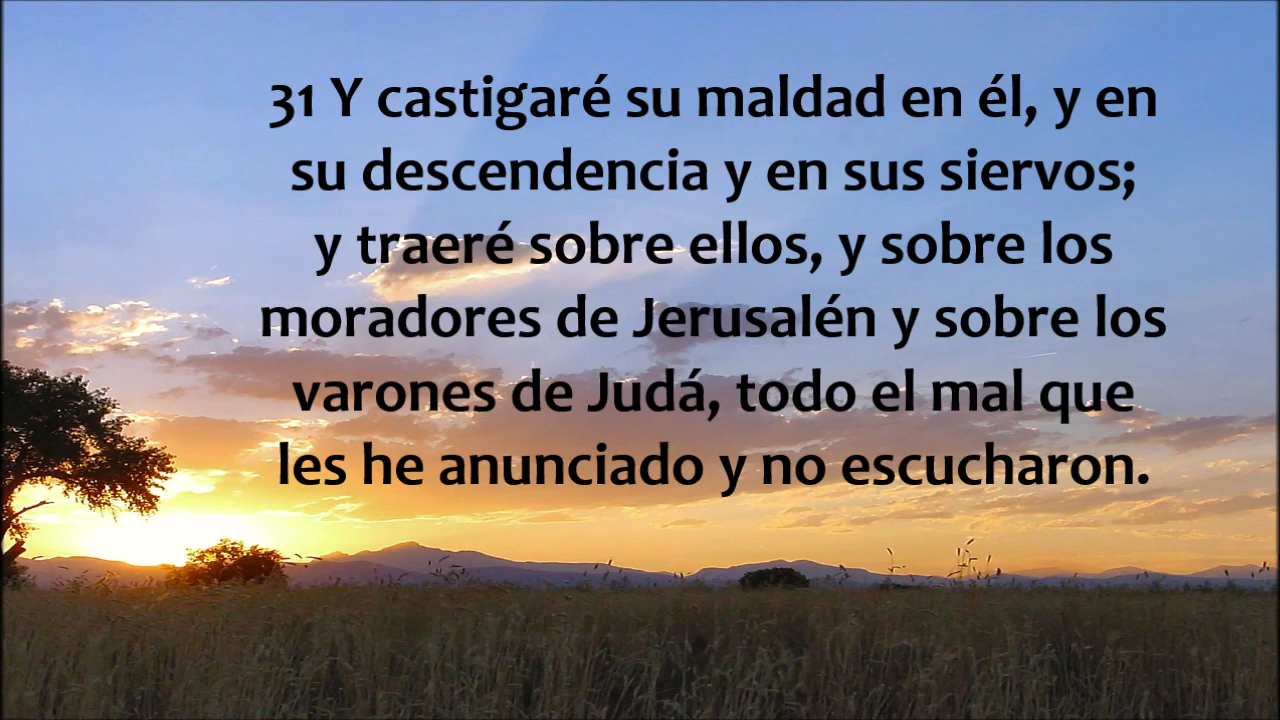 31 Y castigaré su maldad en él, y en
su descendencia y en sus siervos;
y traeré sobre ellos, y sobre los
moradores de Jerusalén y sobre los
varones de Judá, todo el mal que
les he anunciado y no escucharon.